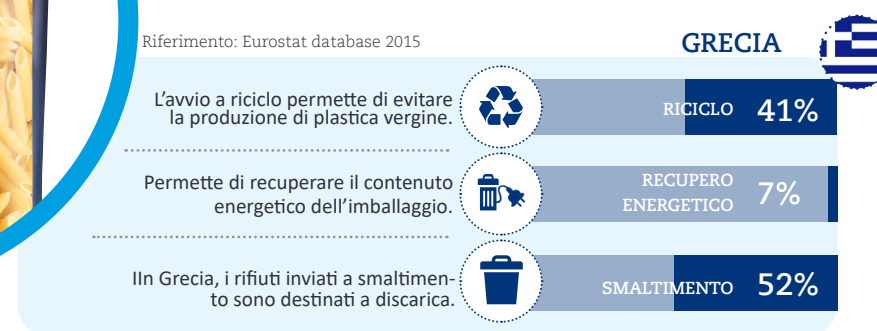 Riferimento: Eurostat database 2015
GRECIA
L'avvio a riciclo permette di evitare
la produzione di plastica vergine.
RICICLO 41%
Permette di recuperare il contenuto
energetico dell'imballaggio.
RECUPERO
ENERGETICO 7%
IIn Grecia, i rifiuti inviati a smaltimen-
to sono destinati a discarica.
SMALTIMENTO 52%